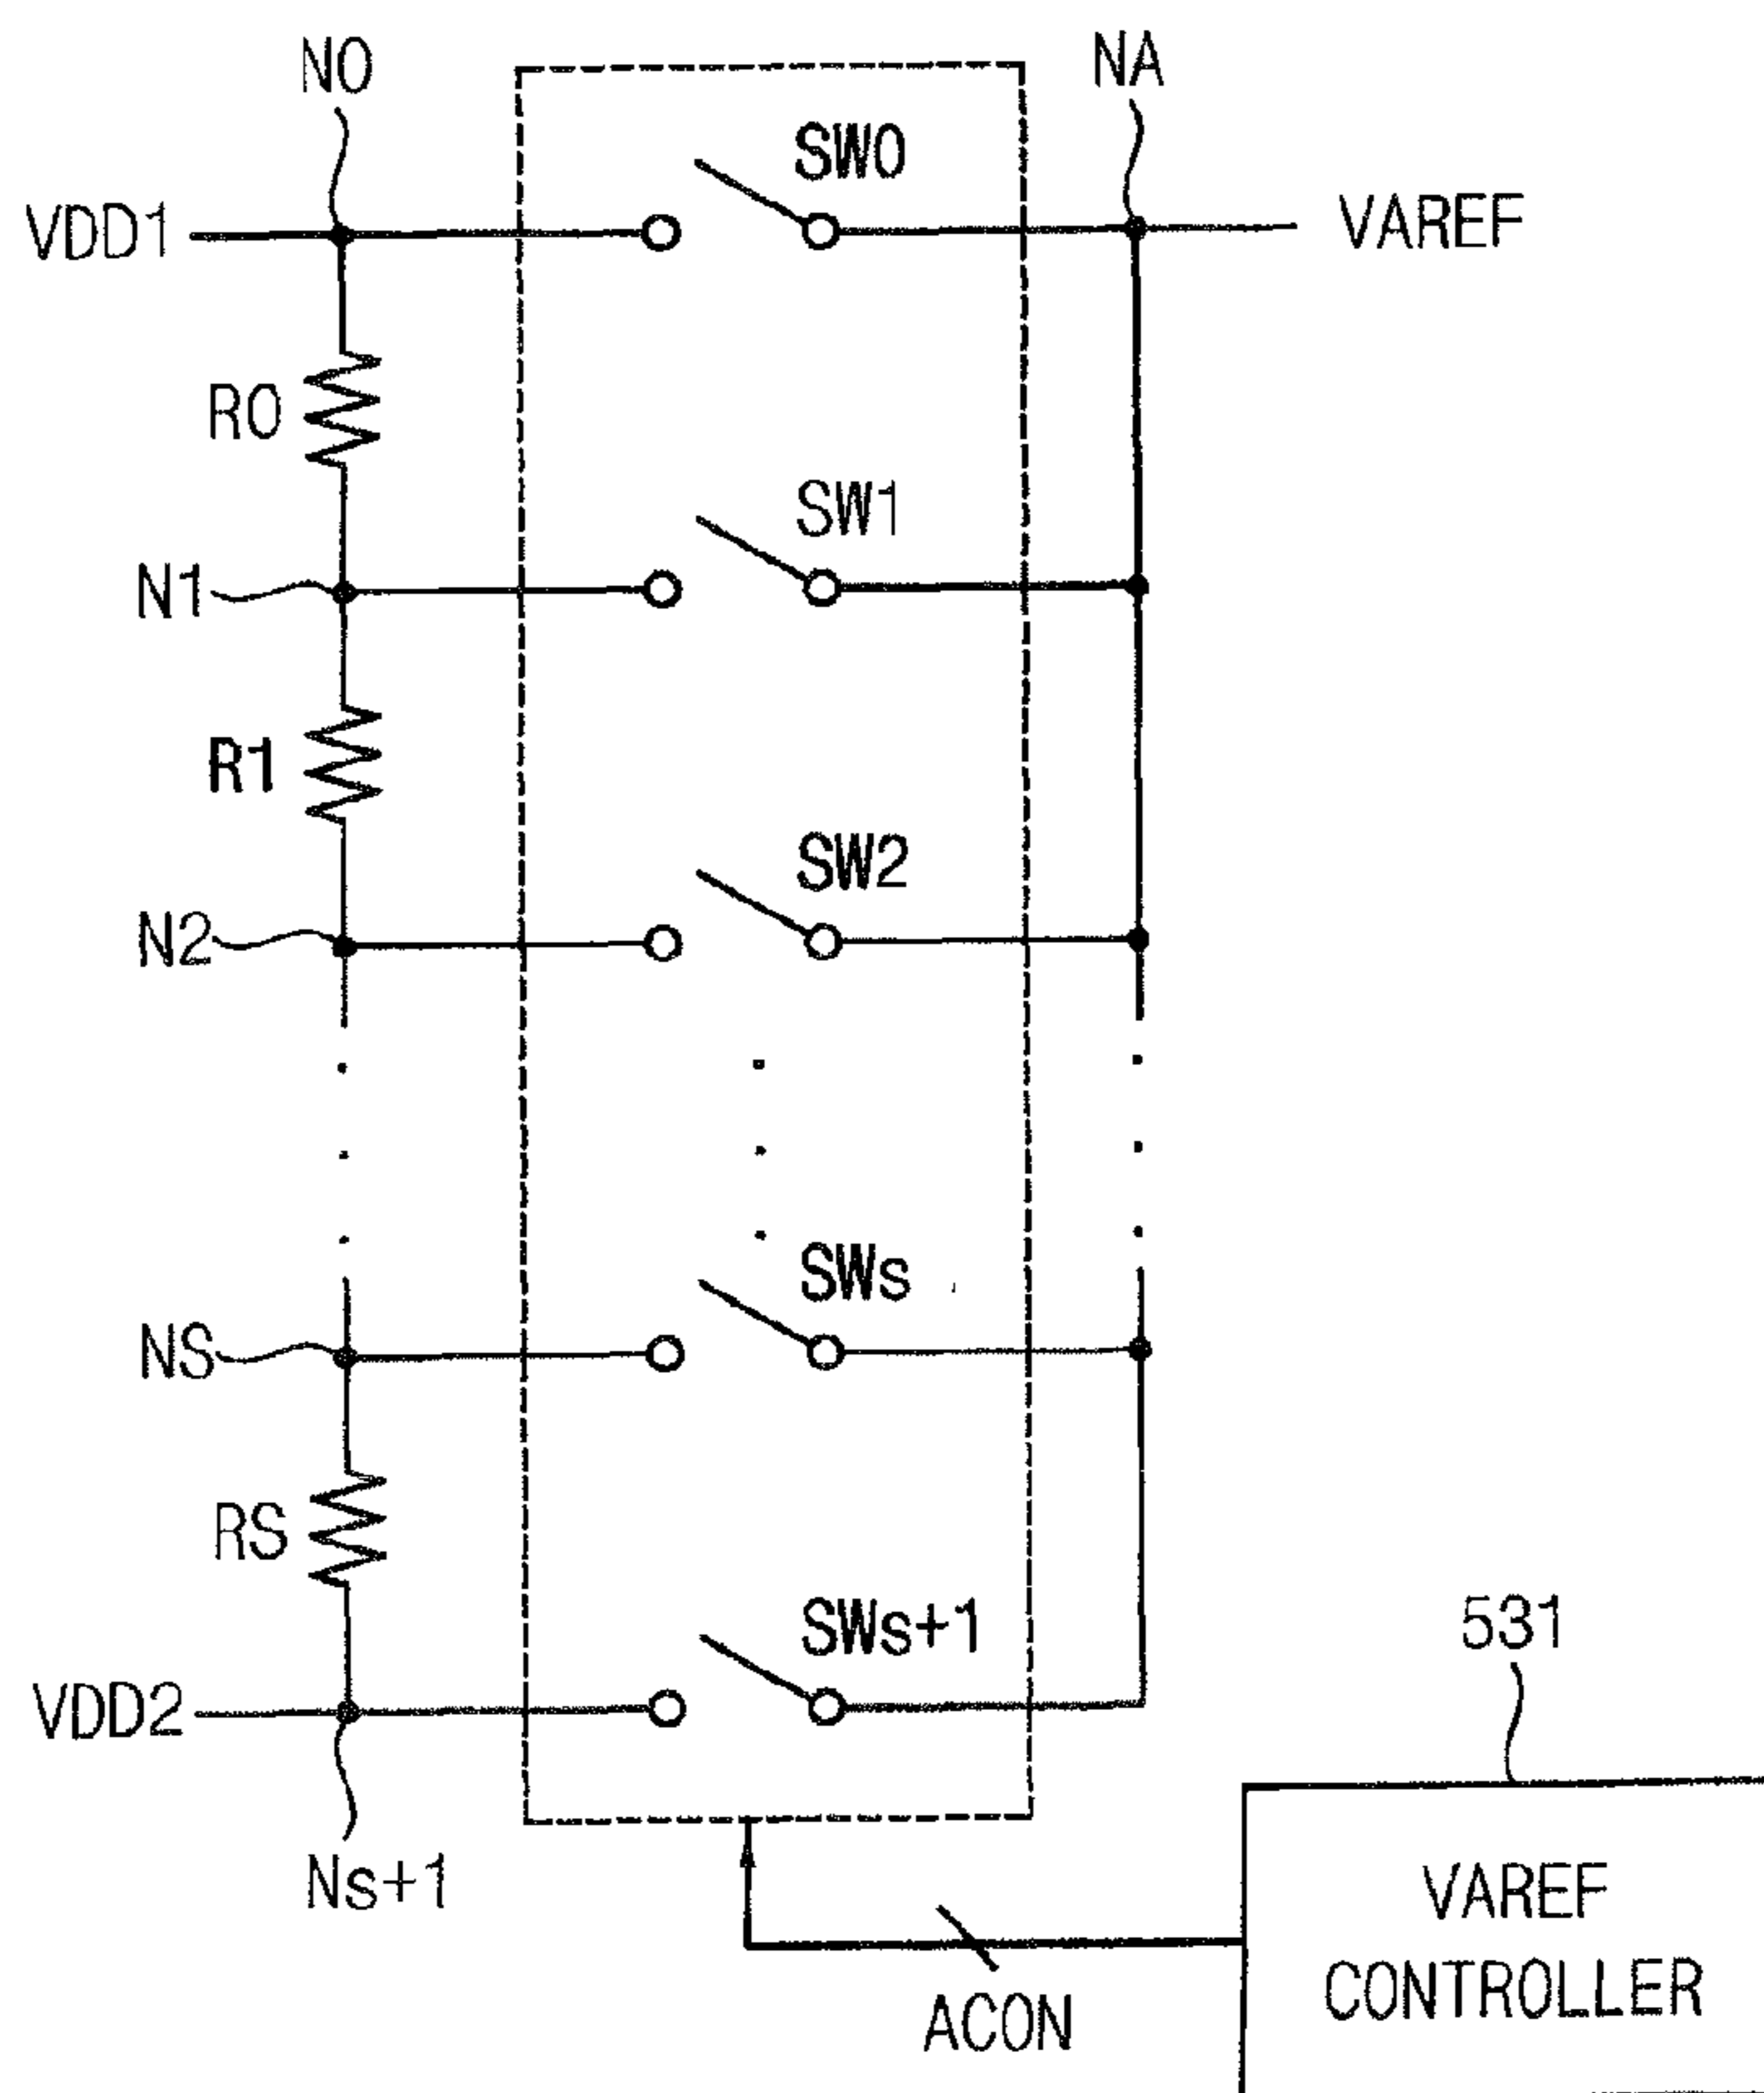 N0
NA
SW0
VDD1
VAREF
R0
SW1
N1
R1
SW2
N2
SWs
NS
RS
SWs+1
531
VDD2
Ns+1
VAREF
CONTROLLER
ACON